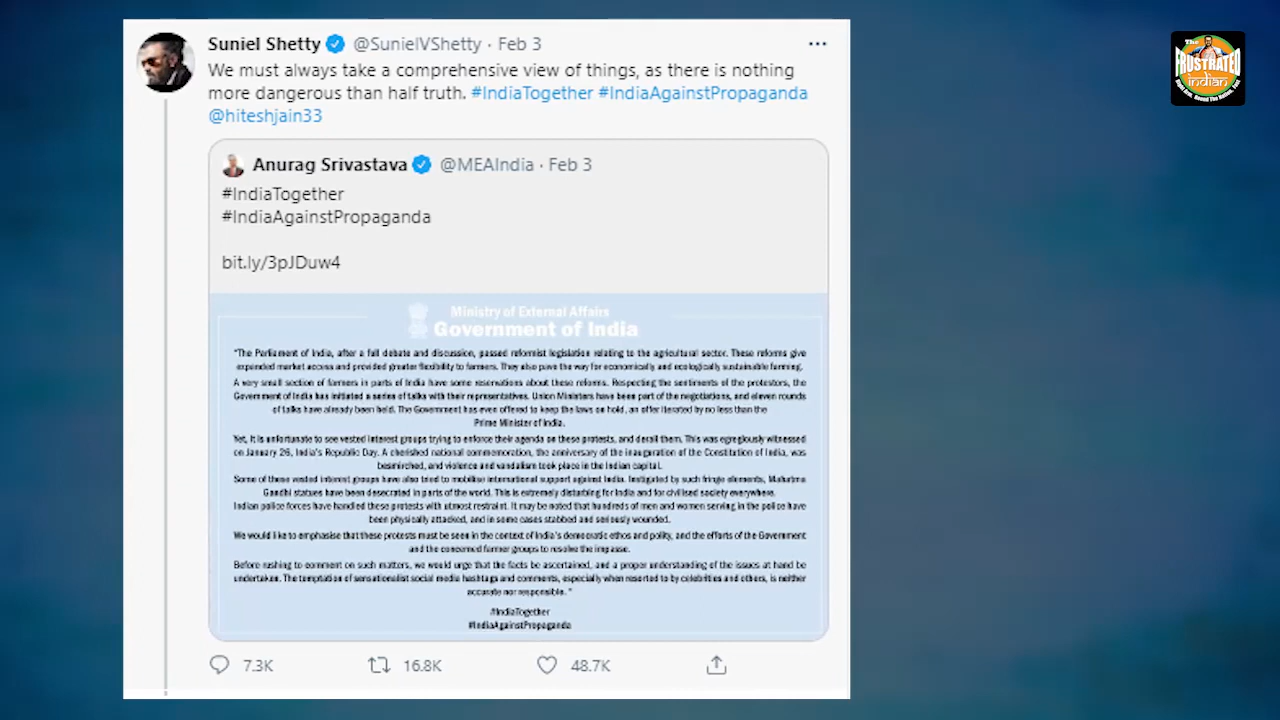 Suniel Shetty @SunielVShetty · Feb 3
We must always take a comprehensive view of things, as there is nothing
more dangerous than half truth. #IndiaTogether #IndiaAgainstPropaganda
@hiteshjain33
Anurag Srivastava @MEAIndia · Feb 3
#IndiaTogether
#IndiaAgainstPropaganda
bit.ly/3pJDuw4
Ministry of External Affairs
Government of India
"The Parliament of India, after a full debate and discussion, passed reformist legislation relating to the agricultural sector. These reforms give
expanded market access and provided greater flexibility to farmers. They also pave the way for economically and ecologically sustainable farming.
A very small section of farmers in parts of India have some reservations about these reforms. Respecting the sentiments of the protestors, the
Government of India has initiated a series of talks with their representatives. Union Ministers have been part of the negotiations, and eleven rounds
of talks have already been held. The Government has even offered to keep the laws on hold, an offer iterated by no less than the
Prime Minister of India.
Yet, it is unfortunate to see vested interest groups trying to enforce their agenda on these protests, and derail them. This was egregiously witnessed
on January 26, India's Republic Day. A cherished national commemoration, the anniversary of the inauguration of the Constitution of India, was
besmirched, and violence and vandalism took place in the Indian capital.
Some of these vested interest groups have also tried to mobilise international support against India. Instigated by such fringe elements, Mahatma
Gandhi statues have been desecrated in parts of the world. This is extremely disturbing for India and for civilised society everywhere.
Indian police forces have handled these protests with utmost restraint. It may be noted that hundreds of men and women serving in the police have
been physically attacked, and in some cases stabbed and seriously wounded.
We would like to emphasise that these protests must be seen in the context of India's democratic ethos and polity, and the efforts of the Government
and the concerned farmer groups to resolve the impasse.
Before rushing to comment on such matters, we would urge that the facts be ascertained, and a proper understanding of the issues at hand be
undertaken. The temptation of sensationalist social media hashtags and comments, especially when resorted to by celebrities and others, is neither
accurate nor responsible. "
#IndiaTogether
#IndiaAgainstPropaganda
7.3K 16.8K 48.7K
The
FRUSTRATED
indian